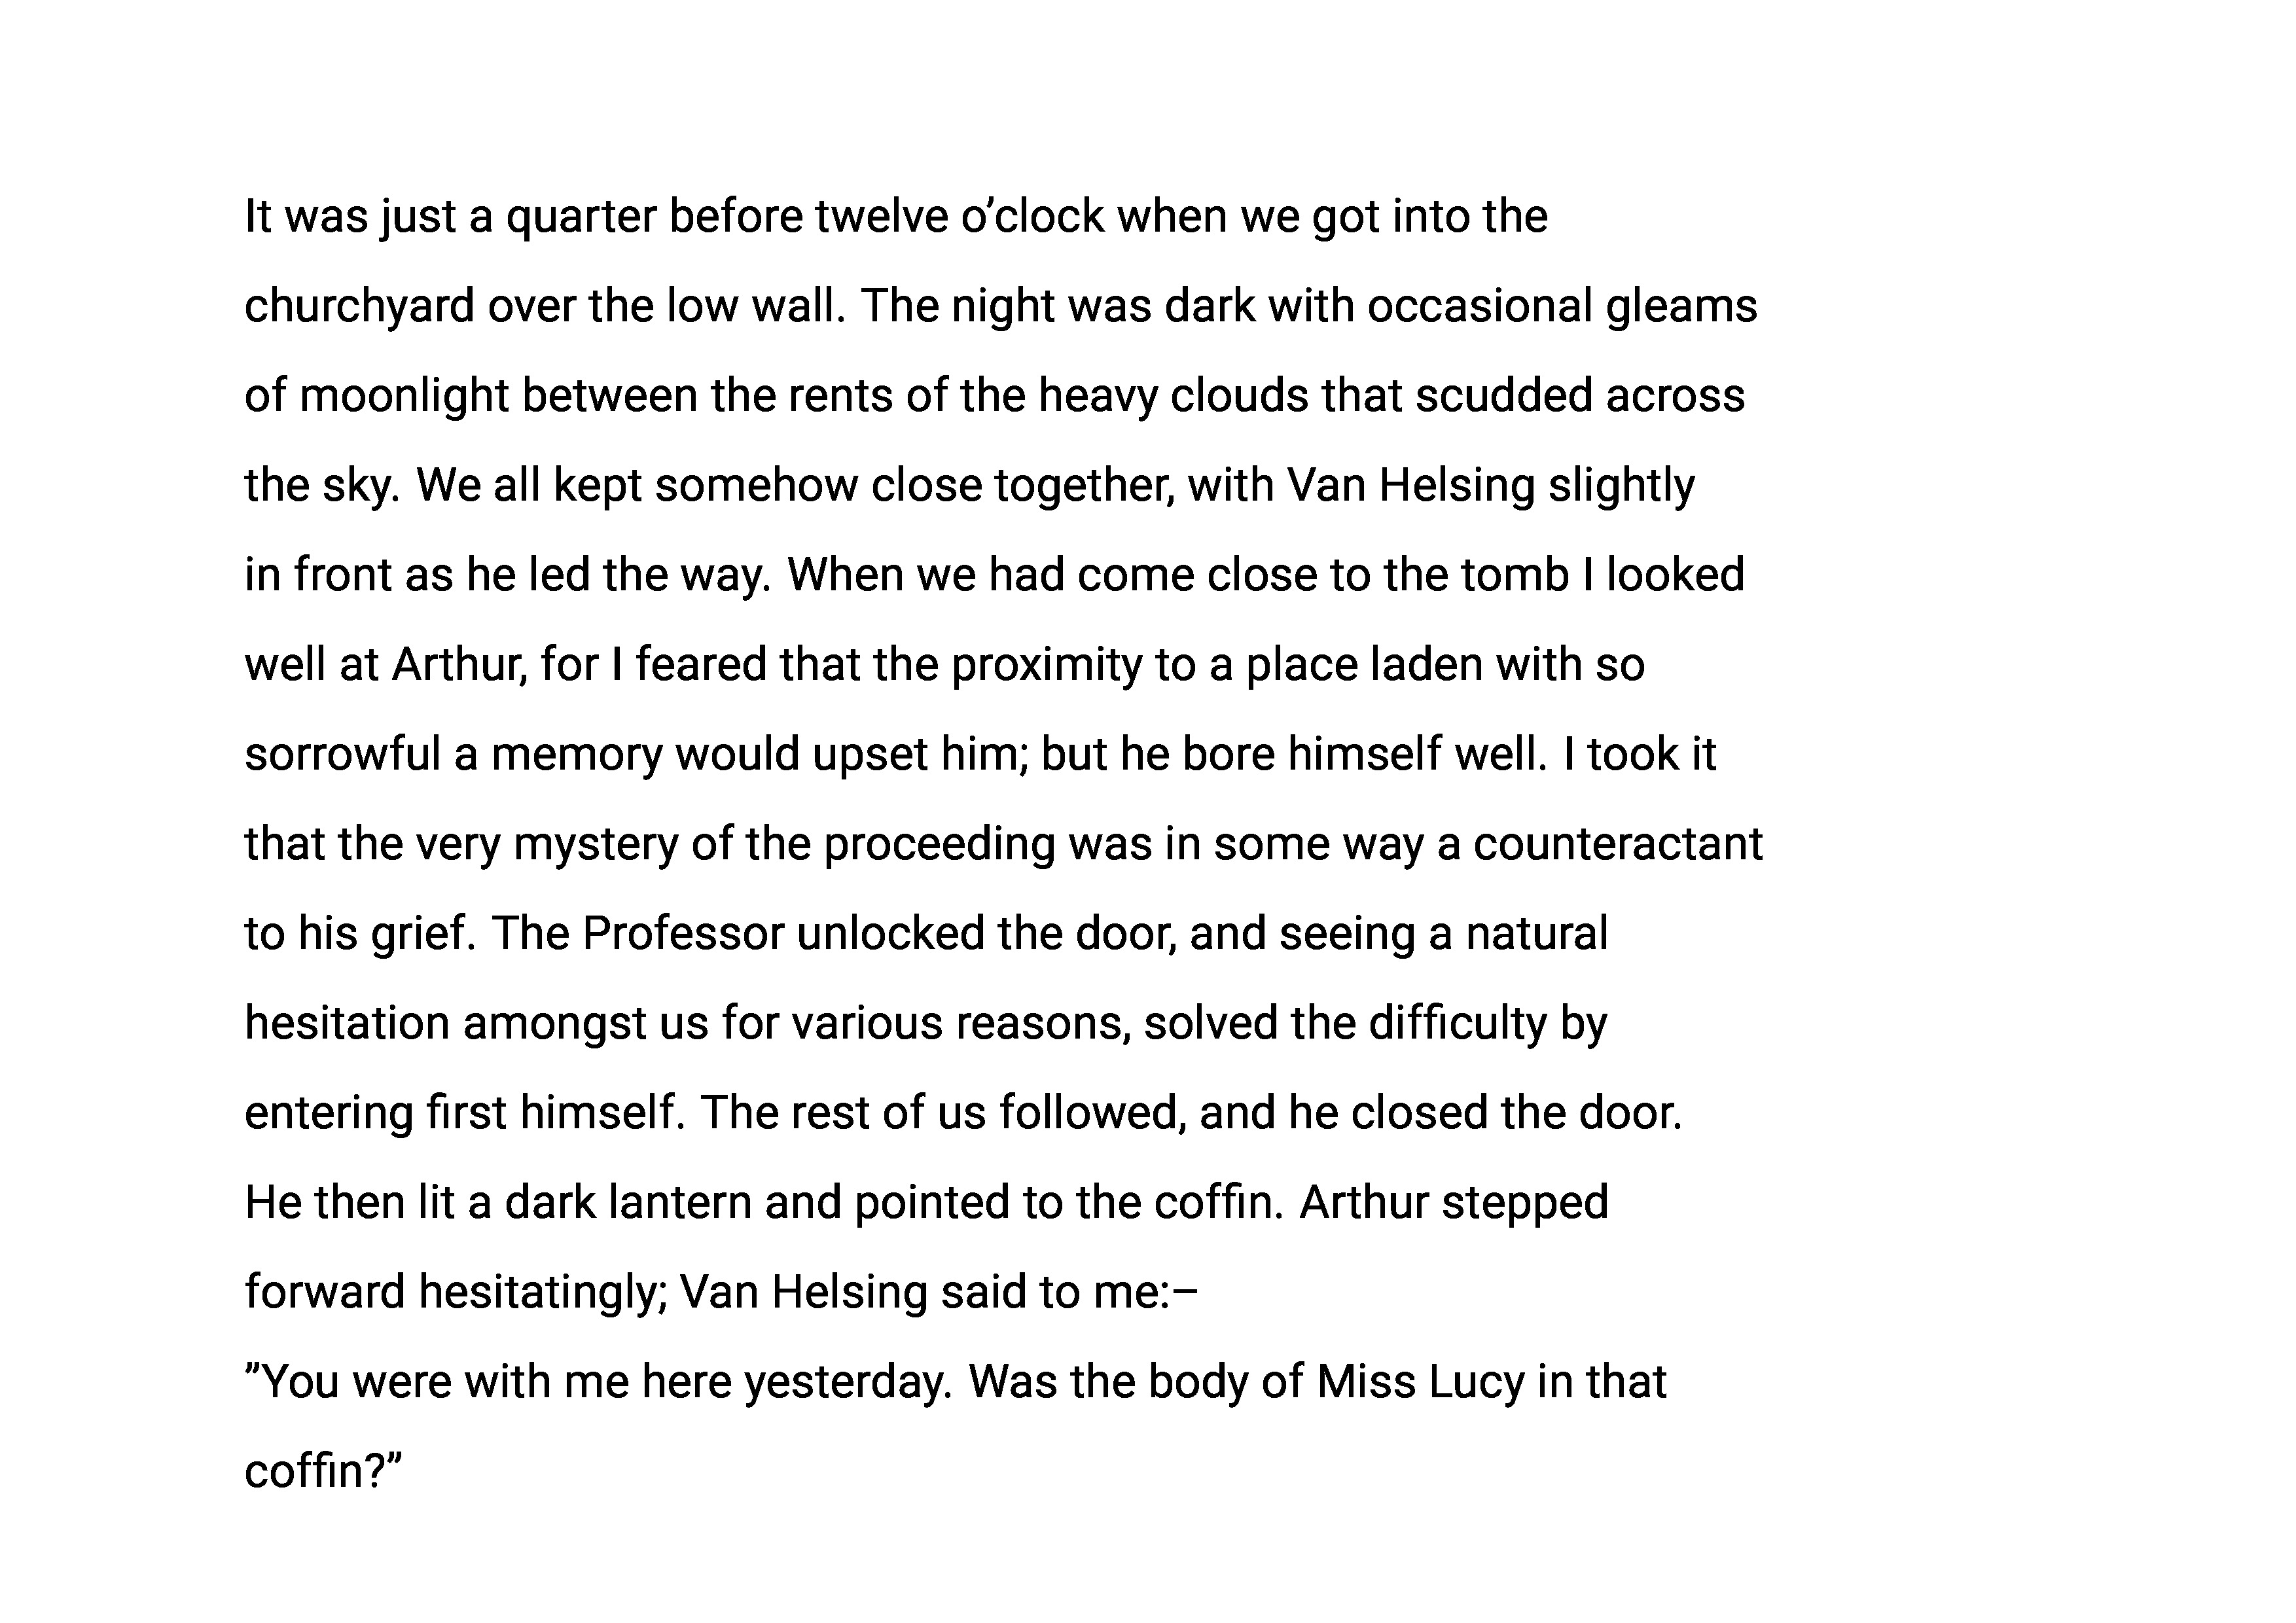 It was just a quarter before twelve o’clock when we got into the
churchyard over the low wall. The night was dark with occasional gleams
of moonlight between the rents of the heavy clouds that scudded across
the sky. We all kept somehow close together, with Van Helsing slightly
in front as he led the way. When we had come close to the tomb I looked
well at Arthur, for I feared that the proximity to a place laden with so
sorrowful a memory would upset him; but he bore himself well. I took it
that the very mystery of the proceeding was in some way a counteractant
to his grief. The Professor unlocked the door, and seeing a natural
hesitation amongst us for various reasons, solved the difficulty by
entering first himself. The rest of us followed, and he closed the door.
He then lit a dark lantern and pointed to the coffin. Arthur stepped
forward hesitatingly; Van Helsing said to me:–
”You were with me here yesterday. Was the body of Miss Lucy in that
coffin?”